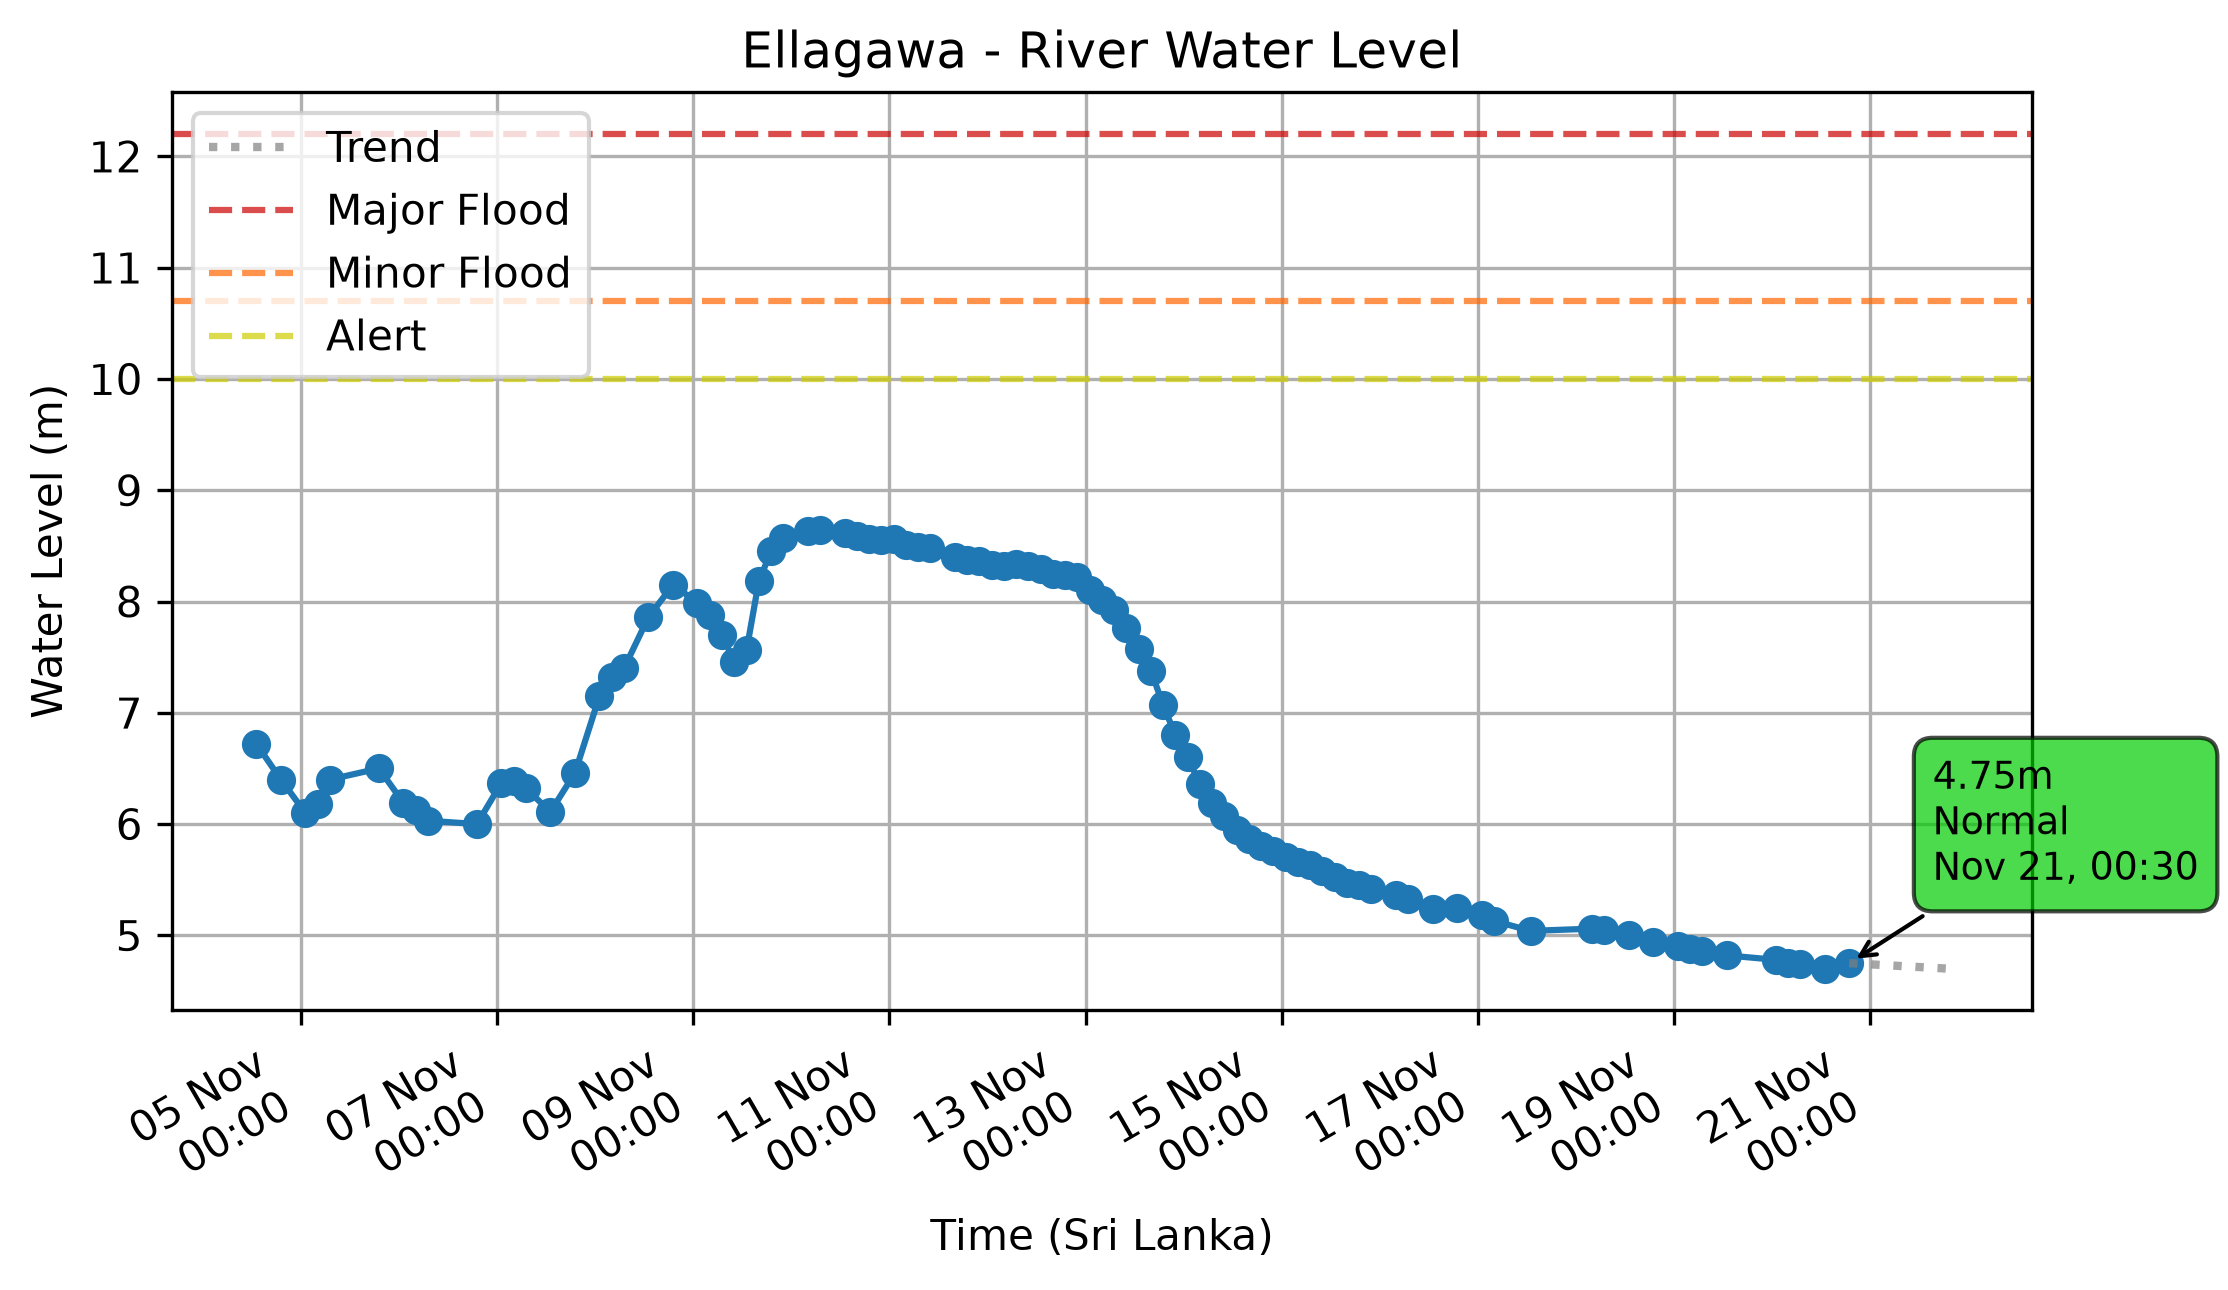 Ellagawa - River Water Level
Trend
Major Flood
Minor Flood
Alert
12
11
10
9
8
7
6
5
Water Level (m)
4.75m
Normal
Nov 21, 00:30
05 Nov
00:00
07 Nov
00:00
09 Nov
00:00
11 Nov
00:00
13 Nov
00:00
15 Nov
00:00
17 Nov
00:00
19 Nov
00:00
21 Nov
00:00
Time (Sri Lanka)